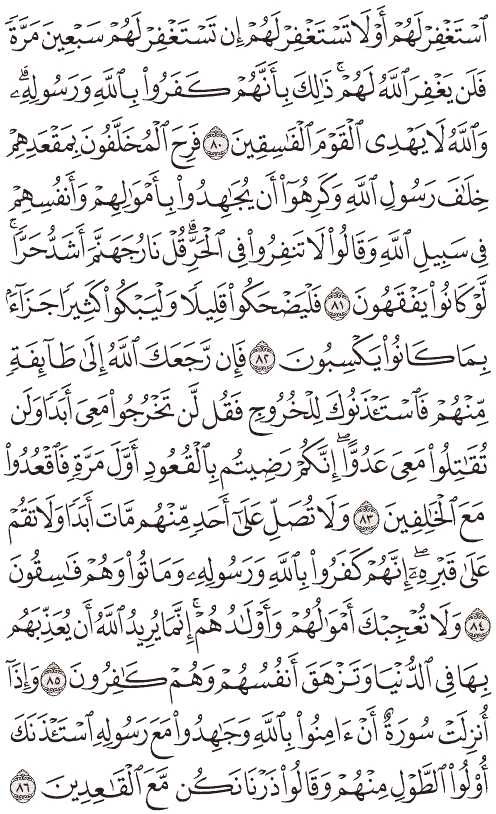 ٱسۡتَغۡفِرۡ لَهُمۡ أَوۡ لَا تَسۡتَغۡفِرۡ لَهُمۡ إِن تَسۡتَغۡفِرۡ لَهُمۡ سَبۡعِينَ مَرَّةٗ
فَلَن يَغۡفِرَ ٱللَّهُ لَهُمۡۚ ذَٰلِكَ بِأَنَّهُمۡ كَفَرُواْ بِٱللَّهِ وَرَسُولِهِۦۗ
وَٱللَّهُ لَا يَهۡدِي ٱلۡقَوۡمَ ٱلۡفَٰسِقِينَ ٨٠ فَرِحَ ٱلۡمُخَلَّفُونَ بِمَقۡعَدِهِمۡ
خِلَٰفَ رَسُولِ ٱللَّهِ وَكَرِهُوٓاْ أَن يُجَٰهِدُواْ بِأَمۡوَٰلِهِمۡ وَأَنفُسِهِمۡ
فِي سَبِيلِ ٱللَّهِ وَقَالُواْ لَا تَنفِرُواْ فِي ٱلۡحَرِّۗ قُلۡ نَارُ جَهَنَّمَ أَشَدُّ حَرّٗاۚ
لَّوۡ كَانُواْ يَفۡقَهُونَ ٨١ فَلۡيَضۡحَكُواْ قَلِيلٗا وَلۡيَبۡكُواْ كَثِيرٗا جَزَآءَۢ
بِمَا كَانُواْ يَكۡسِبُونَ ٨٢ فَإِن رَّجَعَكَ ٱللَّهُ إِلَىٰ طَآئِفَةٖ
مِّنۡهُمۡ فَٱسۡتَـٔۡذَنُوكَ لِلۡخُرُوجِ فَقُل لَّن تَخۡرُجُواْ مَعِيَ أَبَدٗا وَلَن
تُقَٰتِلُواْ مَعِيَ عَدُوًّاۖ إِنَّكُمۡ رَضِيتُم بِٱلۡقُعُودِ أَوَّلَ مَرَّةٖ فَٱقۡعُدُواْ
مَعَ ٱلۡخَٰلِفِينَ ٨٣ وَلَا تُصَلِّ عَلَىٰٓ أَحَدٖ مِّنۡهُم مَّاتَ أَبَدٗا وَلَا تَقُمۡ
عَلَىٰ قَبۡرِهِۦٓۖ إِنَّهُمۡ كَفَرُواْ بِٱللَّهِ وَرَسُولِهِۦ وَمَاتُواْ وَهُمۡ فَٰسِقُونَ
٨٤ وَلَا تُعۡجِبۡكَ أَمۡوَٰلُهُمۡ وَأَوۡلَٰدُهُمۡۚ إِنَّمَا يُرِيدُ ٱللَّهُ أَن يُعَذِّبَهُم
بِهَا فِي ٱلدُّنۡيَا وَتَزۡهَقَ أَنفُسُهُمۡ وَهُمۡ كَٰفِرُونَ ٨٥ وَإِذَآ
أُنزِلَتۡ سُورَةٌ أَنۡ ءَامِنُواْ بِٱللَّهِ وَجَٰهِدُواْ مَعَ رَسُولِهِ ٱسۡتَـٔۡذَنَكَ
أُوْلُواْ ٱلطَّوۡلِ مِنۡهُمۡ وَقَالُواْ ذَرۡنَا نَكُن مَّعَ ٱلۡقَٰعِدِينَ ٨٦